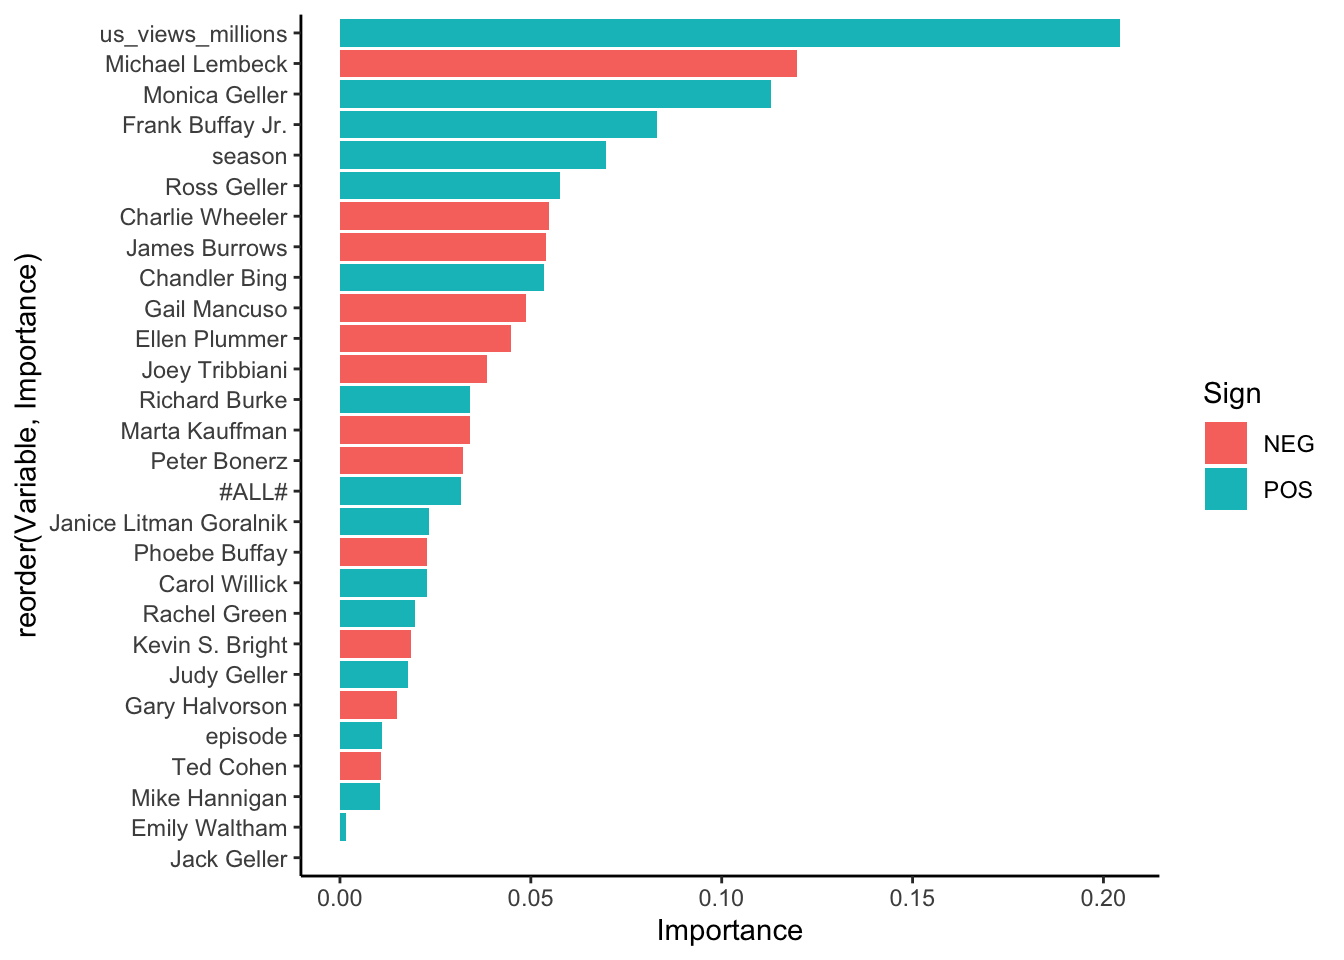 us_views_millions
Michael Lembeck
Monica Geller
Frank Buffay Jr.
season
Ross Geller
Charlie Wheeler
James Burrows
Chandler Bing
Gail Mancuso
Ellen Plummer
Joey Tribbiani
Richard Burke
Marta Kauffman
Peter Bonerz
#ALL#
Janice Litman Goralnik
Phoebe Buffay
Carol Willick
Rachel Green
Kevin S. Bright
Judy Geller
Gary Halvorson
episode
Ted Cohen
Mike Hannigan
Emily Waltham
Jack Geller
reorder(Variable, Importance)
0.00 0.05 0.10 0.15 0.20
Importance
Sign
NEG
POS